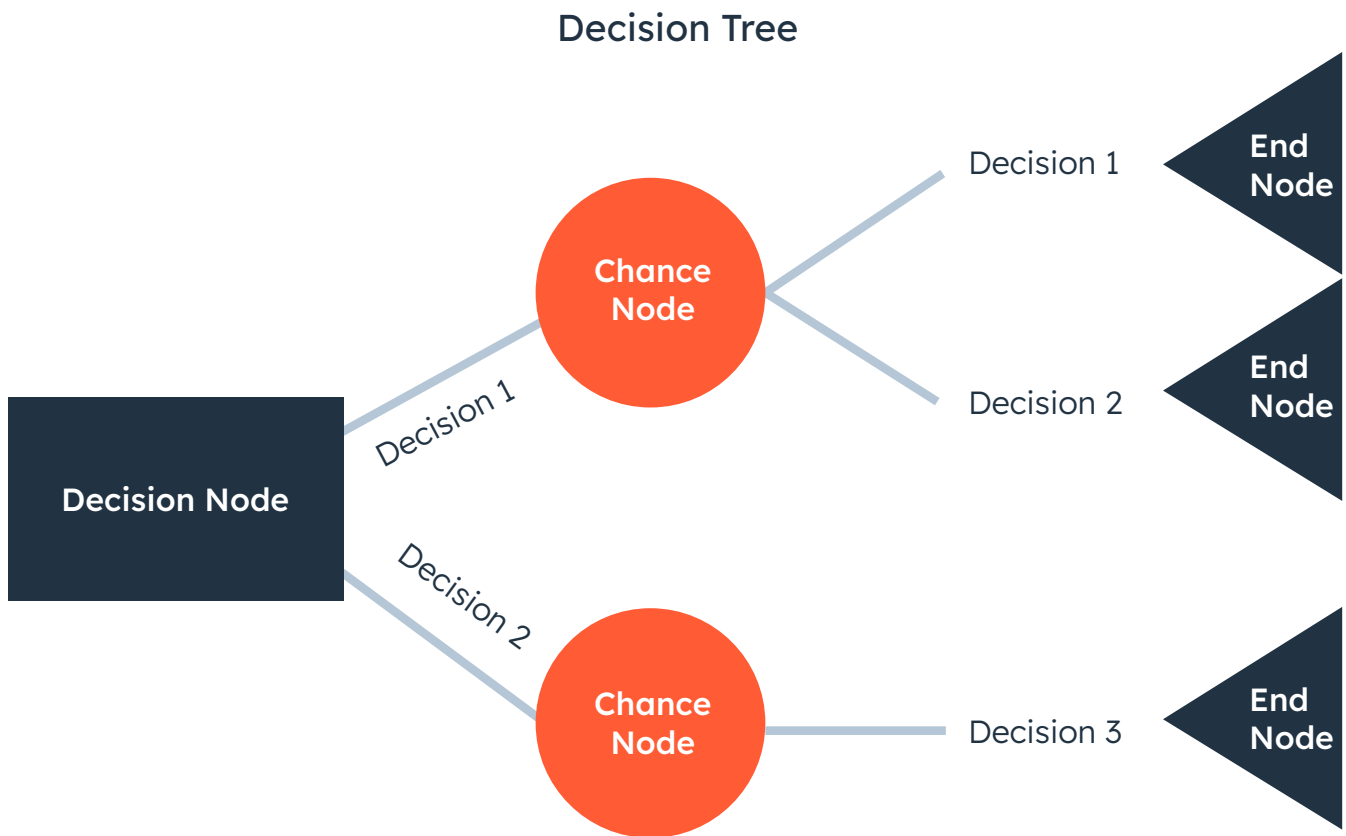 Decision Tree
Decision 1
End
Node
Chance
Node
Decision 1
End
Node
Decision 2
Decision Node
Decision 2
Chance
Node
Decision 3
End
Node